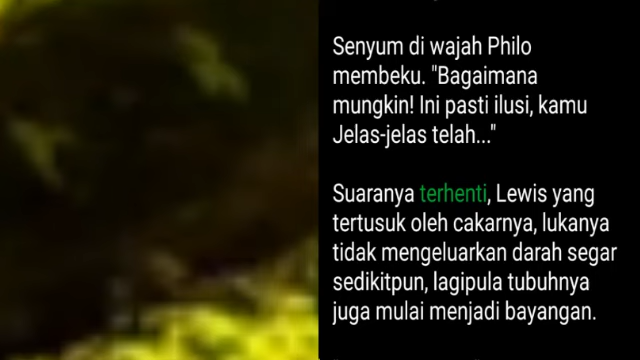 Senyum di wajah Philo
membeku. "Bagaimana
mungkin! Ini pasti ilusi, kamu
Jelas-jelas telah..."
Suaranya terhenti, Lewis yang
tertusuk oleh cakarnya, lukanya
tidak mengeluarkan darah segar
sedikitpun, lagipula tubuhnya
juga mulai menjadi bayangan.